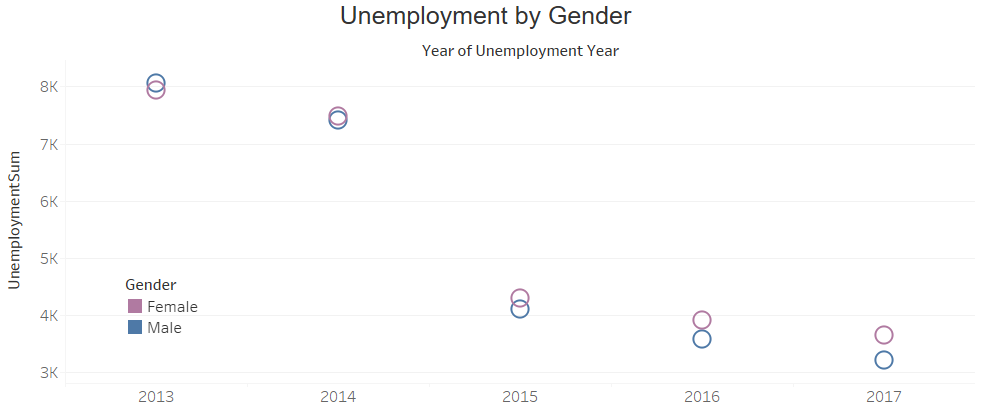 Unemployment by Gender
Year of Unemployment Year
UnemploymentSum
8K
7K
6K
5K
4K
3K
Gender
Female
Male
2013 2014 2015 2016 2017